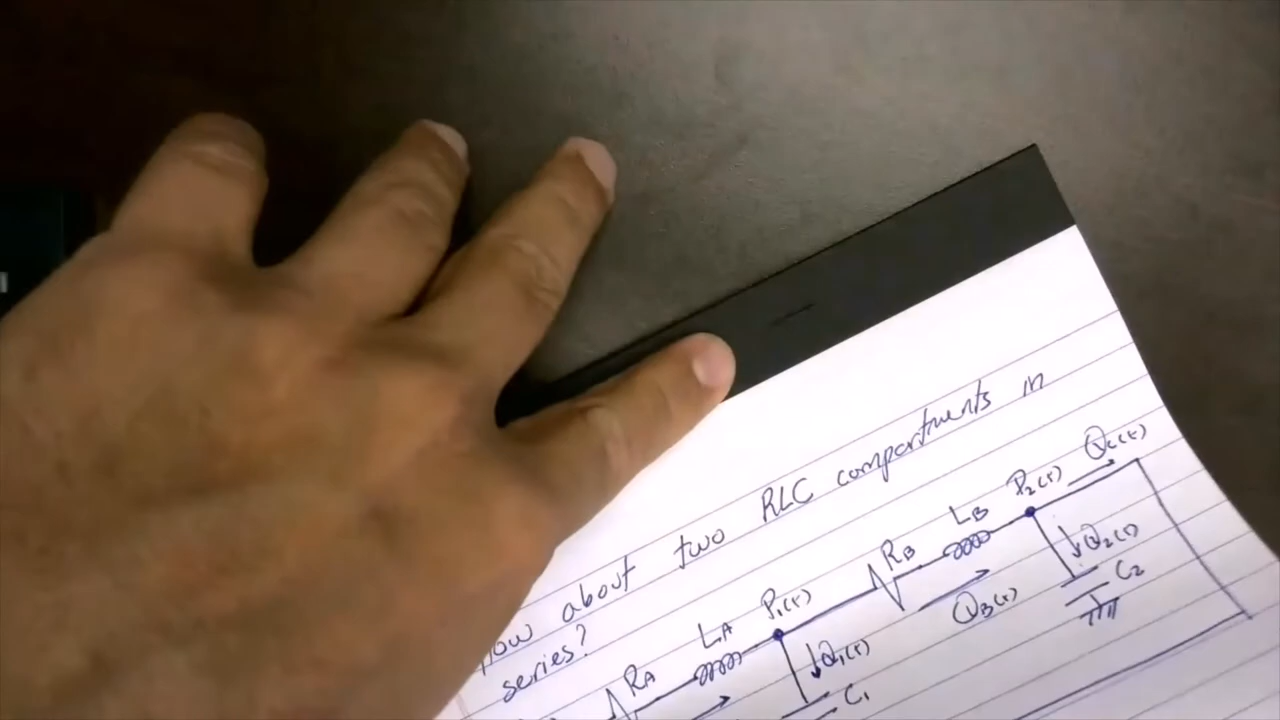 How about two RLC compartments in
series?
RA LA P1(t) RB LB P2(t) Qc(t)
Q1(t) QB(t) Q2(t)
C1 C2